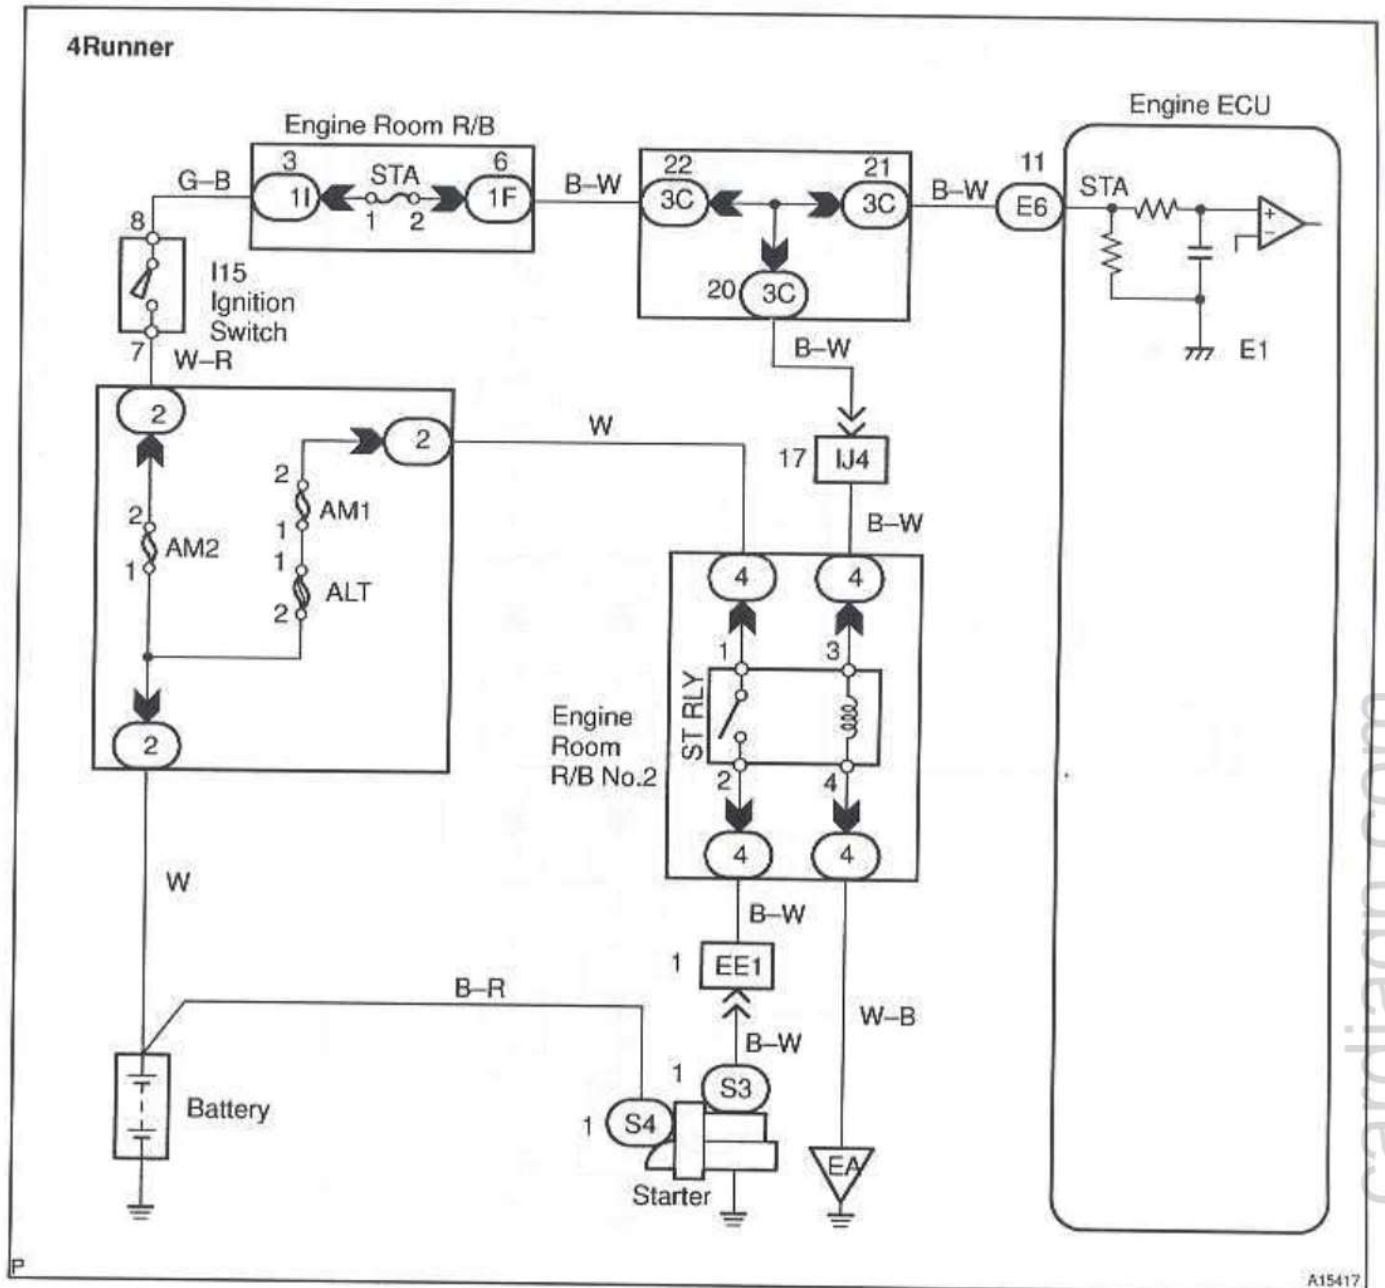 4Runner
Engine Room R/B
Engine ECU
3
STA
6
22
21
11
G–B
1I
1F
B–W
3C
3C
B–W
E6
STA
1
2
8
20
3C
I15
Ignition
Switch
E1
7
W–R
B–W
2
2
W
17
IJ4
2
AM1
1
B–W
2
AM2
1
1
ALT
2
4
4
1
3
ST RLY
Engine
Room
R/B No.2
2
4
2
4
4
W
B–W
1
EE1
B–R
W–B
B–W
1
S3
Battery
1
S4
EA
Starter
P
A15417
cardiagn.com